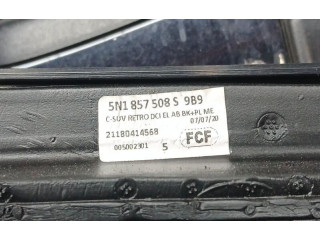 5N1 857 508 S 9B9
C-SUV RETRO DCI EL AB BK+PL ME
07/07/20
21180414568
005002301 5 FCF